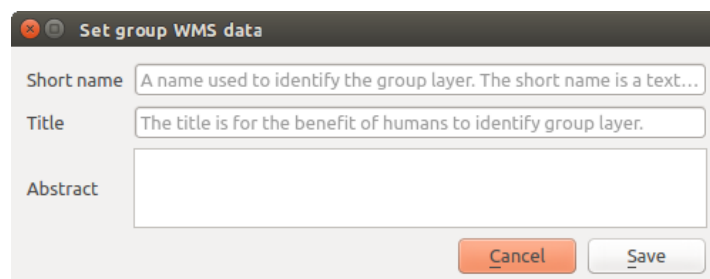 Set group WMS data
Short name A name used to identify the group layer. The short name is a text...
Title The title is for the benefit of humans to identify group layer.
Abstract
Cancel Save